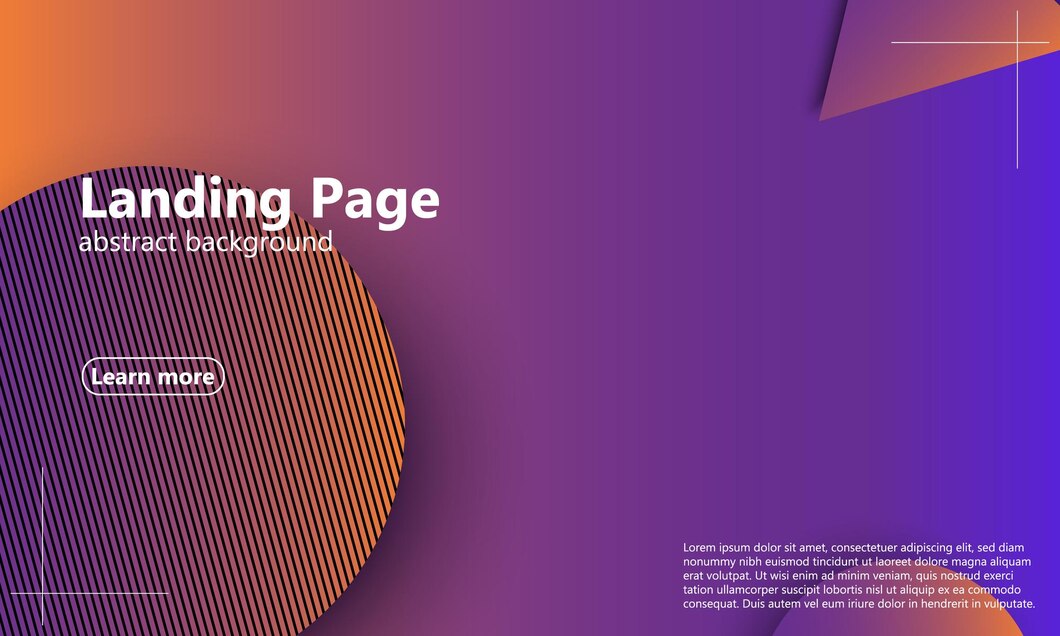 Landing Page
abstract background
Learn more
Lorem ipsum dolor sit amet, consectetuer adipiscing elit, sed diam
nonummy nibh euismod tincidunt ut laoreet dolore magna aliquam
erat volutpat. Ut wisi enim ad minim veniam, quis nostrud exerci
tation ullamcorper suscipit lobortis nisl ut aliquip ex ea commodo
consequat. Duis autem vel eum iriure dolor in hendrerit in vulputate.